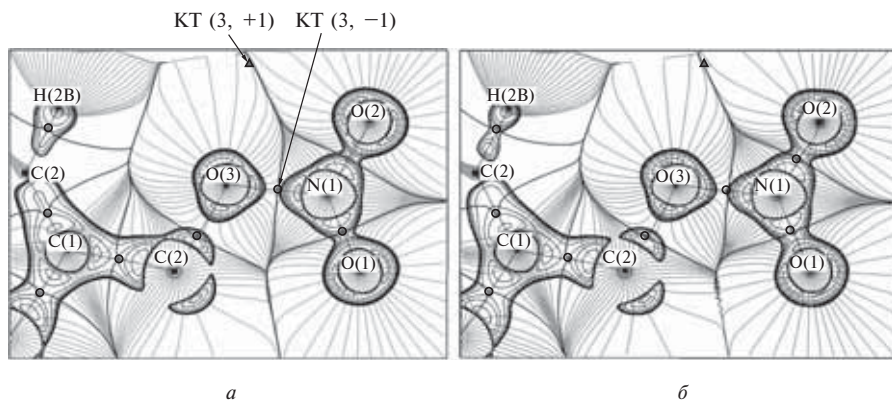 КТ (3, +1) КТ (3, −1)
H(2B) O(2) H(2B) O(2)
C(2) O(3) N(1) C(2) O(3) N(1)
C(1) C(2) O(1) C(1) C(2) O(1)
а б